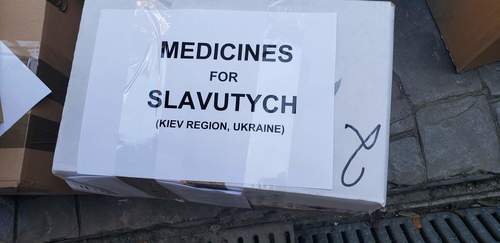 MEDICINES
FOR
SLAVUTYCH
(KIEV REGION, UKRAINE)